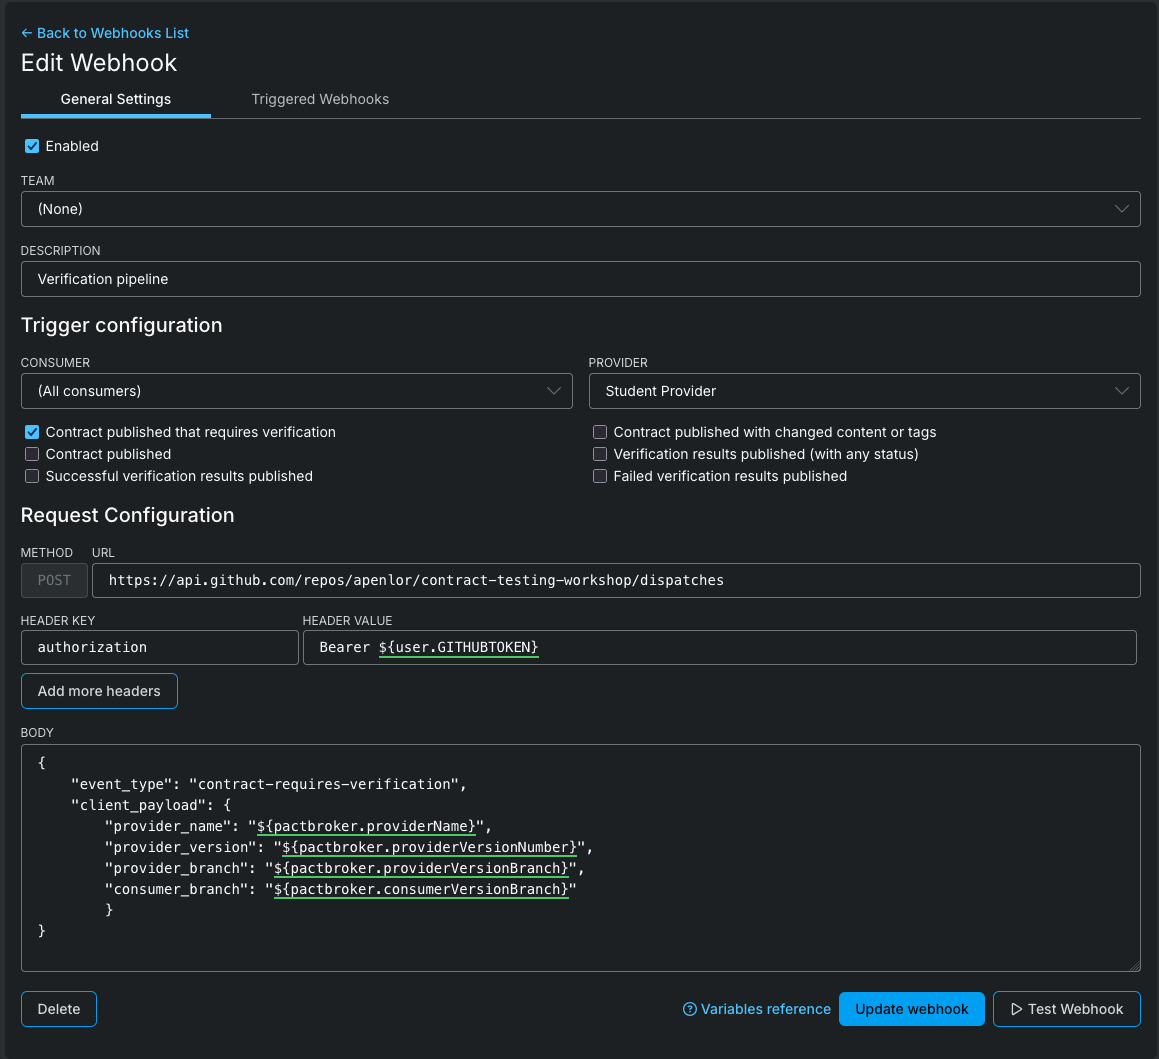 ← Back to Webhooks List
Edit Webhook
General Settings Triggered Webhooks
Enabled
TEAM
(None)
DESCRIPTION
Verification pipeline
Trigger configuration
CONSUMER PROVIDER
(All consumers) Student Provider
Contract published that requires verification Contract published with changed content or tags
Contract published Verification results published (with any status)
Successful verification results published Failed verification results published
Request Configuration
METHOD URL
POST https://api.github.com/repos/apenlor/contract-testing-workshop/dispatches
HEADER KEY HEADER VALUE
authorization Bearer ${user.GITHUBTOKEN}
Add more headers
BODY
{
    "event_type": "contract-requires-verification",
    "client_payload": {
        "provider_name": "${pactbroker.providerName}",
        "provider_version": "${pactbroker.providerVersionNumber}",
        "provider_branch": "${pactbroker.providerVersionBranch}",
        "consumer_branch": "${pactbroker.consumerVersionBranch}"
        }
}
Delete ? Variables reference Update webhook Test Webhook